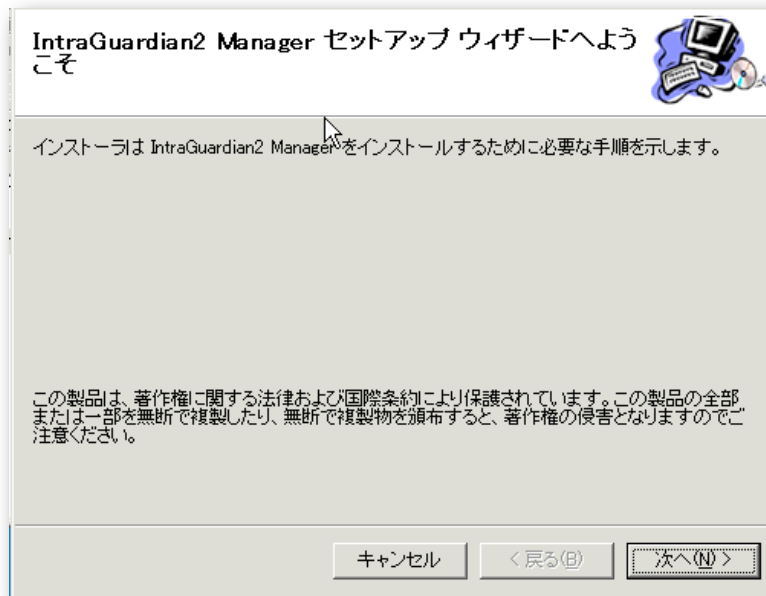 IntraGuardian2 Manager セットアップ ウィザードへよう
こそ
インストーラは IntraGuardian2 Manager をインストールするために必要な手順を示します。
この製品は、著作権に関する法律および国際条約により保護されています。この製品の全部
または一部を無断で複製したり、無断で複製物を頒布すると、著作権の侵害となりますのでご
注意ください。
キャンセル
< 戻る(B)
次へ(N) >